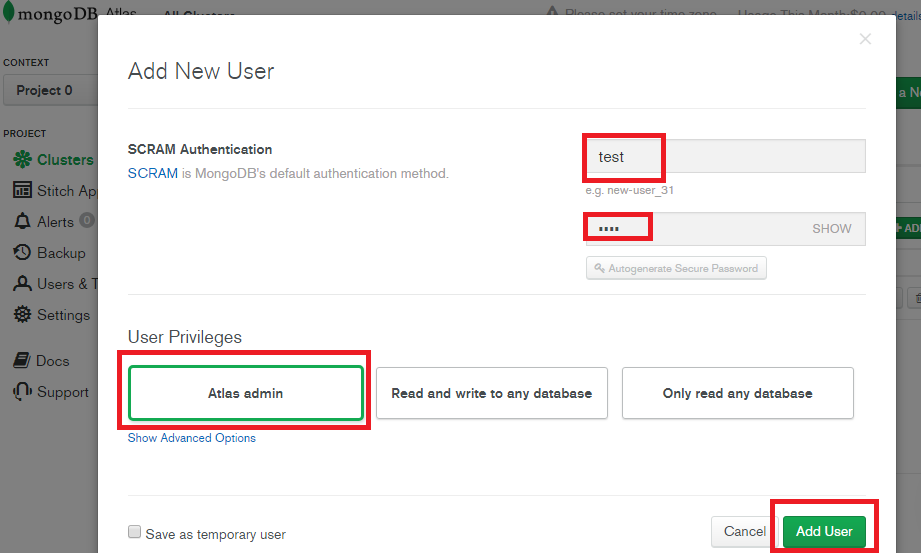 mongoDB. Atlas All Clusters Please set your time zone Usage This Month $0.00 details
CONTEXT
Project 0
a Ne
PROJECT
Clusters
Stitch Ap
Alerts 0
Backup
Users & T
Settings
Docs
Support
+ ADD
×
Add New User
SCRAM Authentication
SCRAM is MongoDB's default authentication method.
test
e.g. new-user_31
•••• SHOW
Autogenerate Secure Password
User Privileges
Atlas admin
Read and write to any database
Only read any database
Show Advanced Options
Save as temporary user
Cancel
Add User